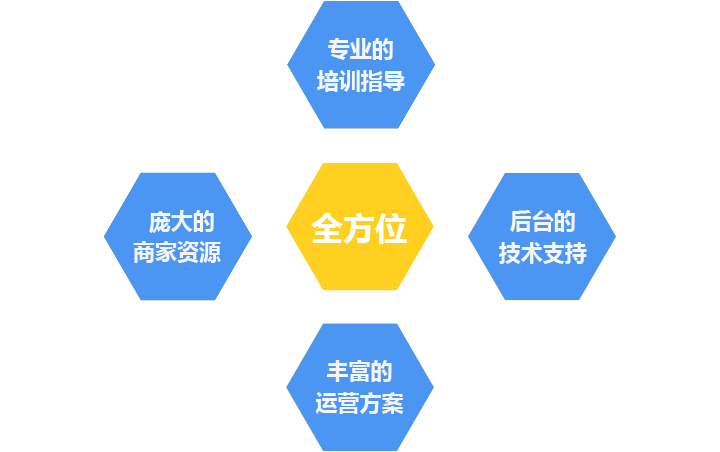 专业的
培训指导
庞大的
商家资源
全方位
后台的
技术支持
丰富的
运营方案